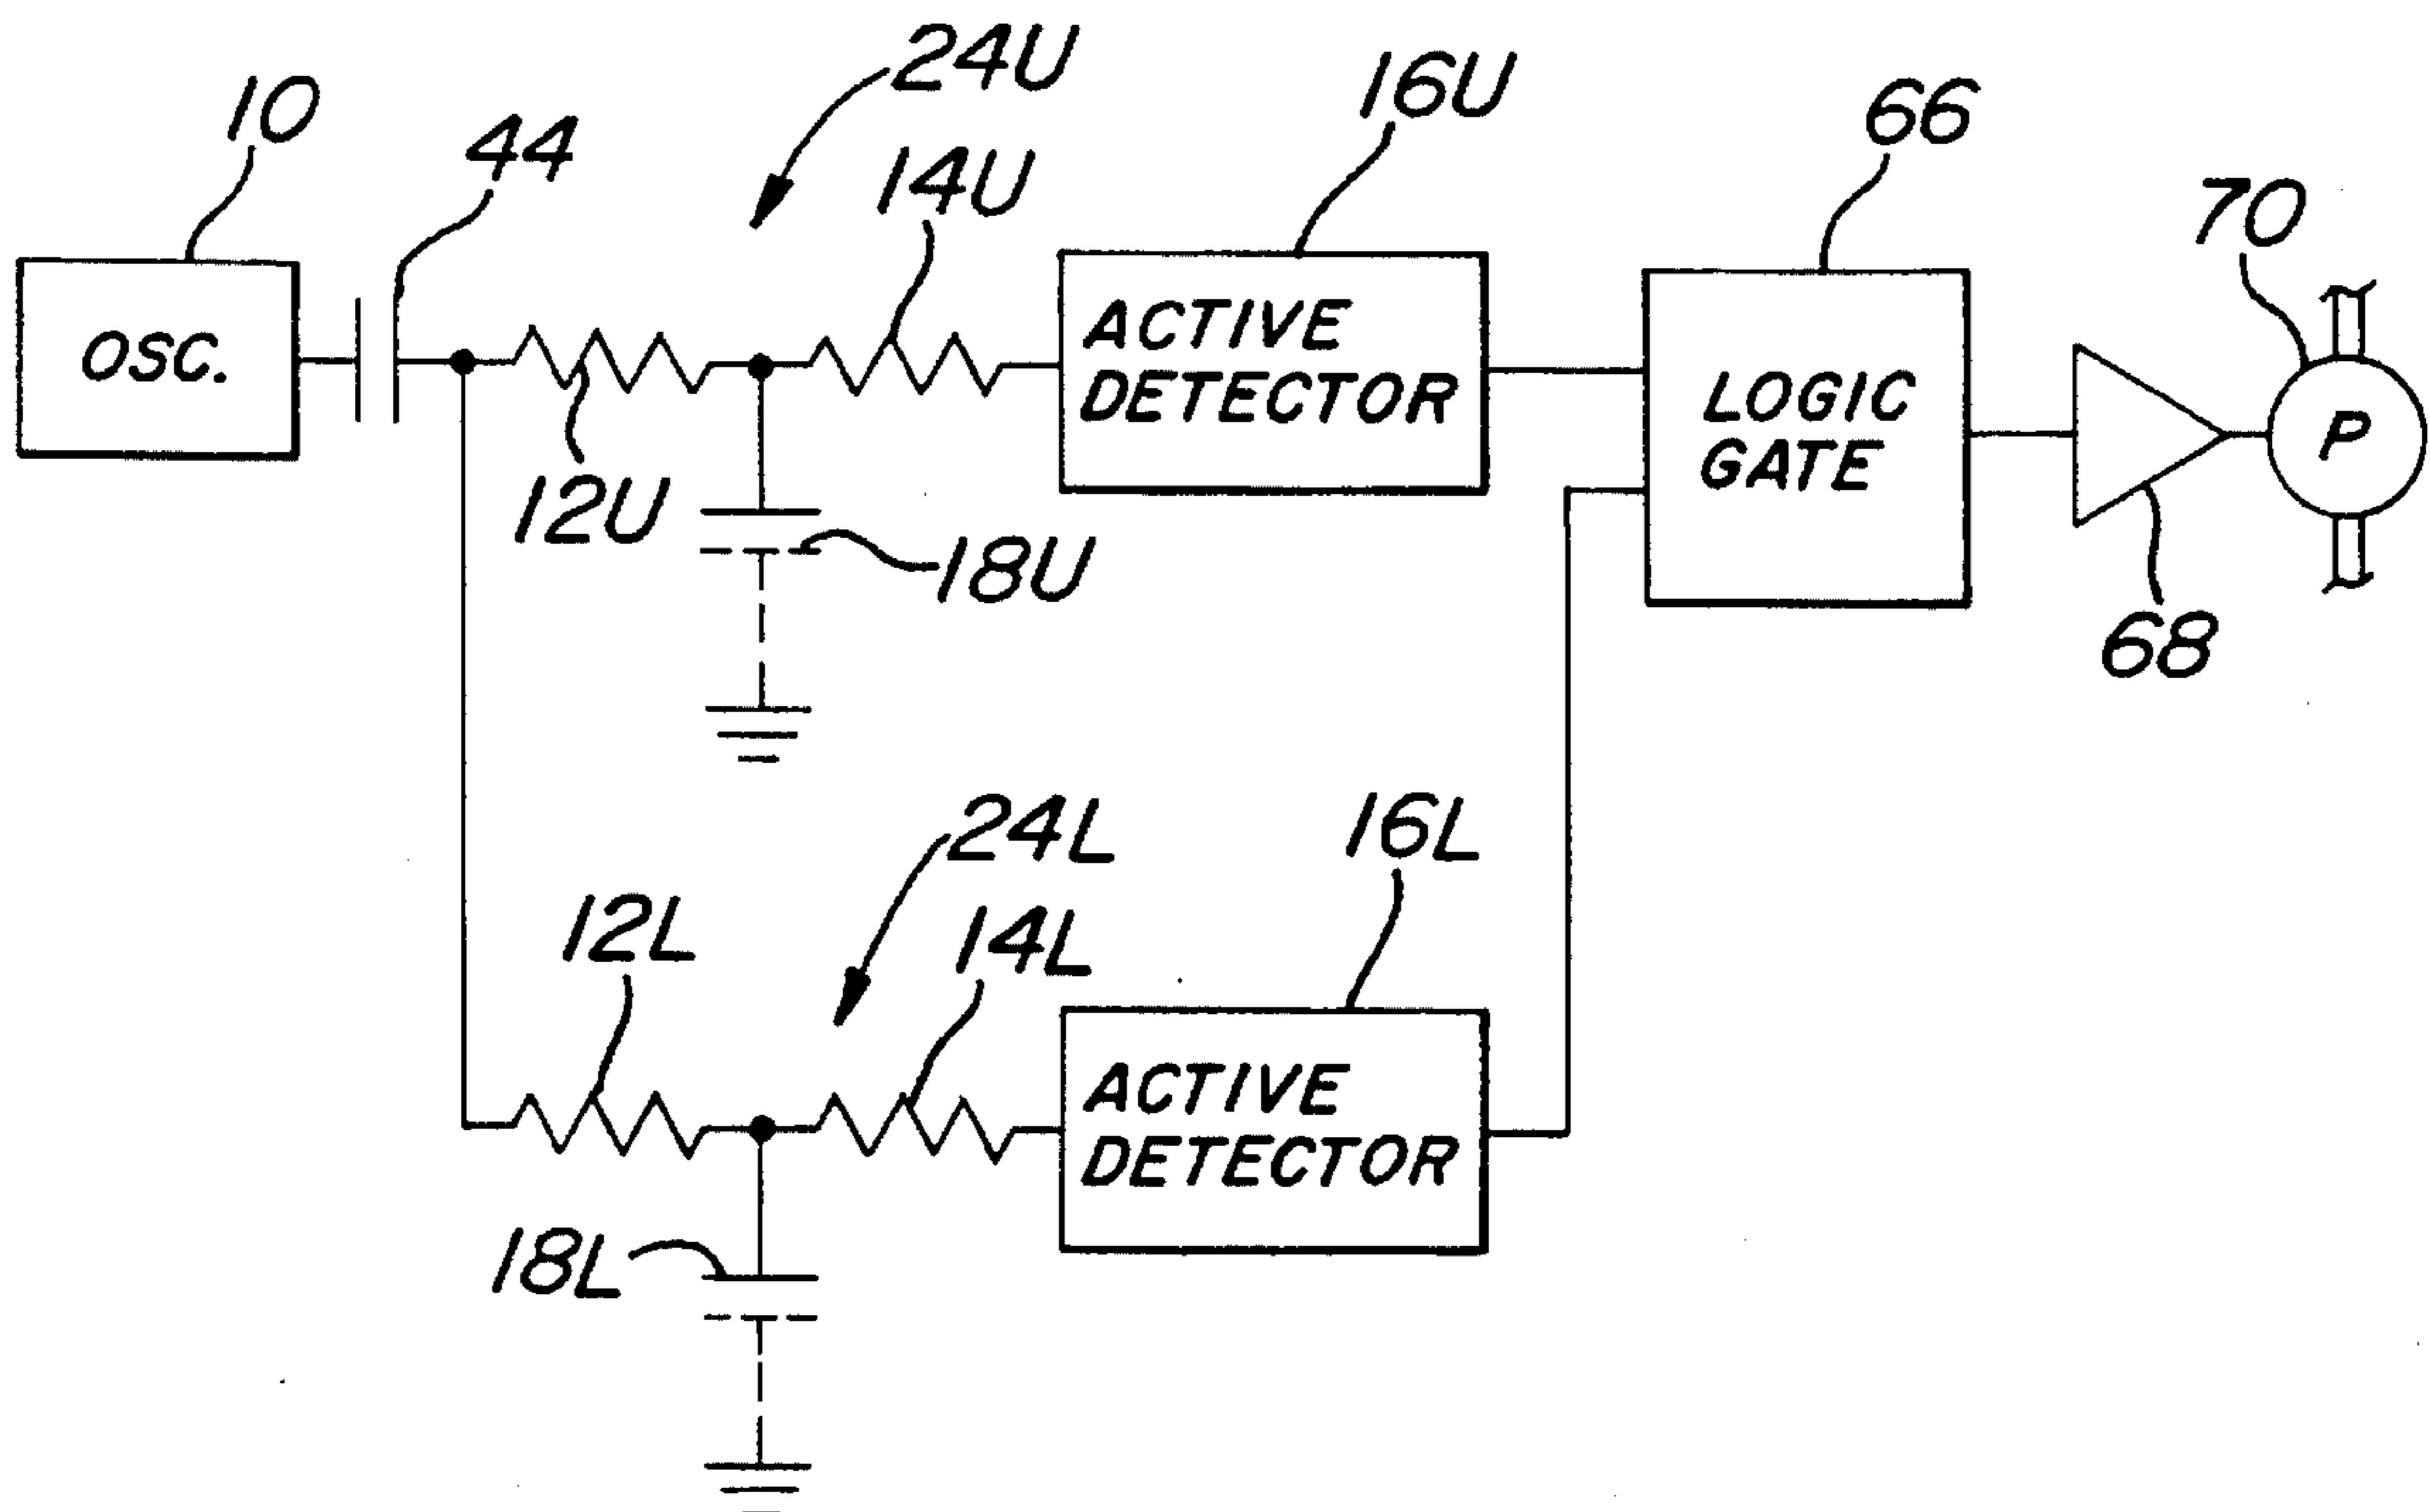 24U
16U
10
44
14U
66
70
OSC.
ACTIVE
DETECTOR
LOGIC
GATE
P
12U
18U
68
24L
16L
12L
14L
ACTIVE
DETECTOR
18L